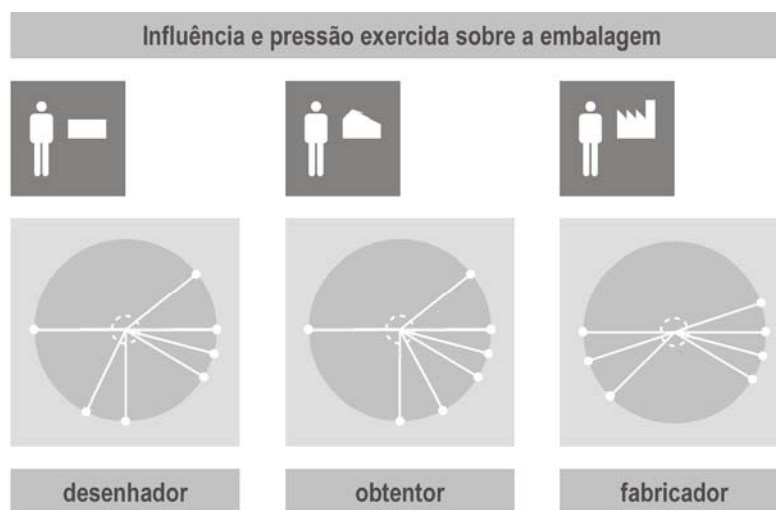 Influência e pressão exercida sobre a embalagem
desenhador
obtentor
fabricador